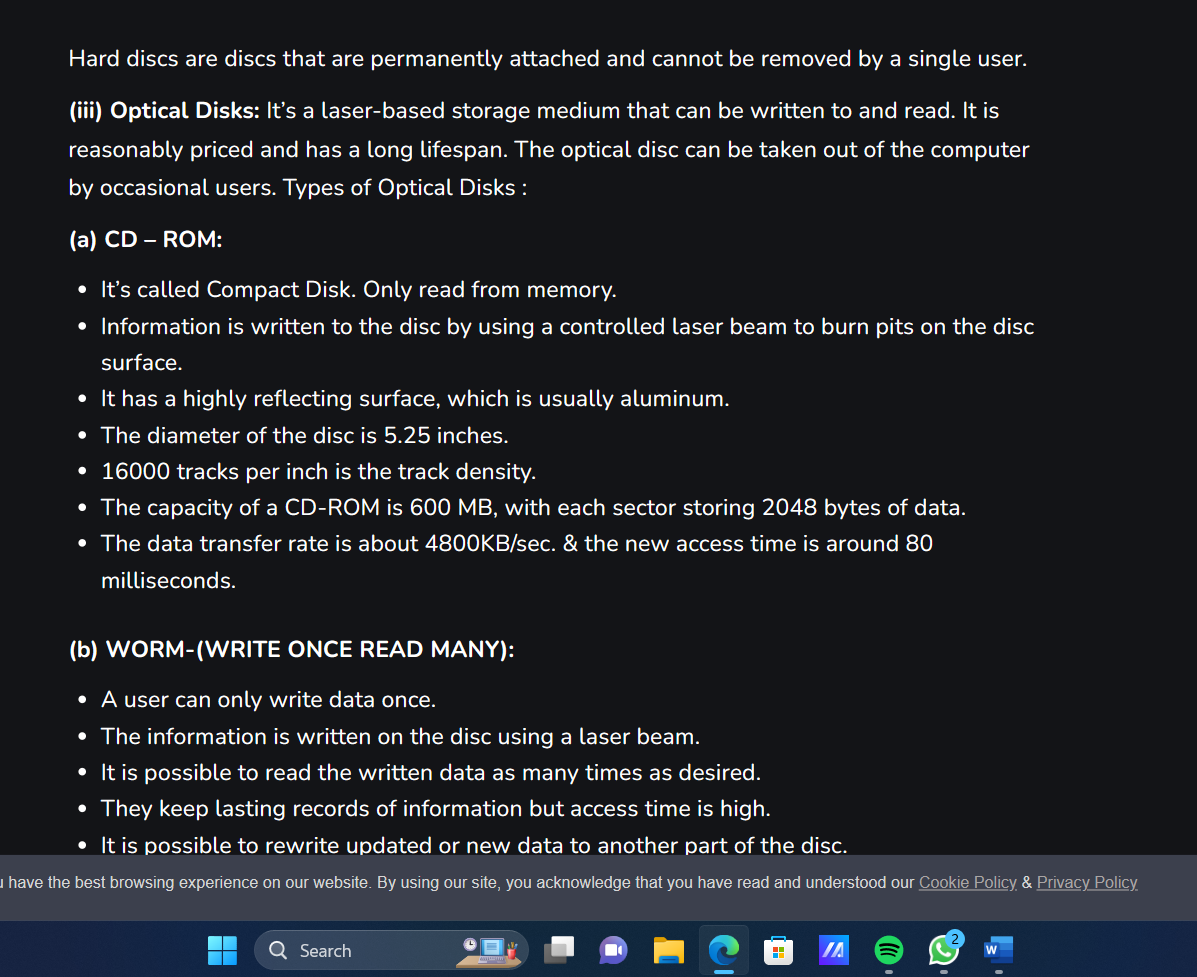 Hard discs are discs that are permanently attached and cannot be removed by a single user.
(iii) Optical Disks: It’s a laser-based storage medium that can be written to and read. It is
reasonably priced and has a long lifespan. The optical disc can be taken out of the computer
by occasional users. Types of Optical Disks :
(a) CD – ROM:
• It’s called Compact Disk. Only read from memory.
• Information is written to the disc by using a controlled laser beam to burn pits on the disc
surface.
• It has a highly reflecting surface, which is usually aluminum.
• The diameter of the disc is 5.25 inches.
• 16000 tracks per inch is the track density.
• The capacity of a CD-ROM is 600 MB, with each sector storing 2048 bytes of data.
• The data transfer rate is about 4800KB/sec. & the new access time is around 80
milliseconds.
(b) WORM-(WRITE ONCE READ MANY):
• A user can only write data once.
• The information is written on the disc using a laser beam.
• It is possible to read the written data as many times as desired.
• They keep lasting records of information but access time is high.
• It is possible to rewrite updated or new data to another part of the disc.
have the best browsing experience on our website. By using our site, you acknowledge that you have read and understood our Cookie Policy & Privacy Policy
Search
2
W